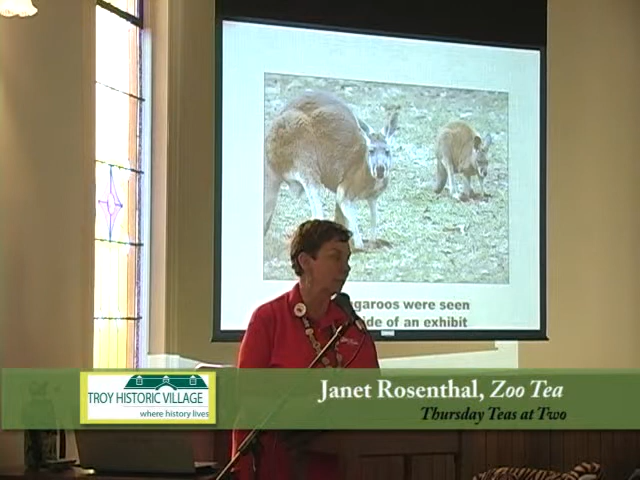 ngaroos were seen
ide of an exhibit
TROY HISTORIC VILLAGE
where history lives
Janet Rosenthal, Zoo Tea
Thursday Teas at Two